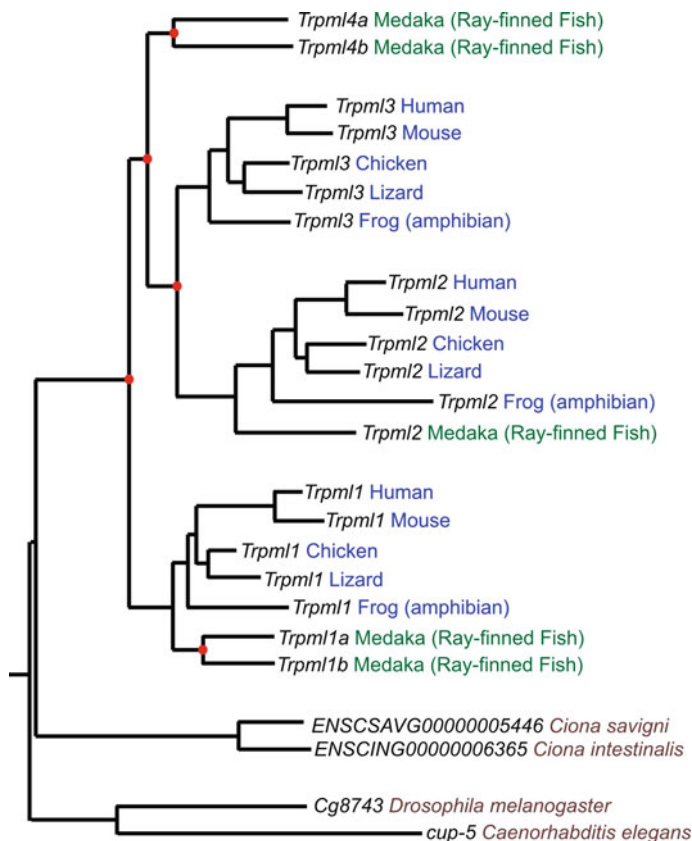 Trpml4a Medaka (Ray-finned Fish)
Trpml4b Medaka (Ray-finned Fish)
Trpml3 Human
Trpml3 Mouse
Trpml3 Chicken
Trpml3 Lizard
Trpml3 Frog (amphibian)
Trpml2 Human
Trpml2 Mouse
Trpml2 Chicken
Trpml2 Lizard
Trpml2 Frog (amphibian)
Trpml2 Medaka (Ray-finned Fish)
Trpml1 Human
Trpml1 Mouse
Trpml1 Chicken
Trpml1 Lizard
Trpml1 Frog (amphibian)
Trpml1a Medaka (Ray-finned Fish)
Trpml1b Medaka (Ray-finned Fish)
ENSCSAVG00000005446 Ciona savigni
ENSCING00000006365 Ciona intestinalis
Cg8743 Drosophila melanogaster
cup-5 Caenorhabditis elegans